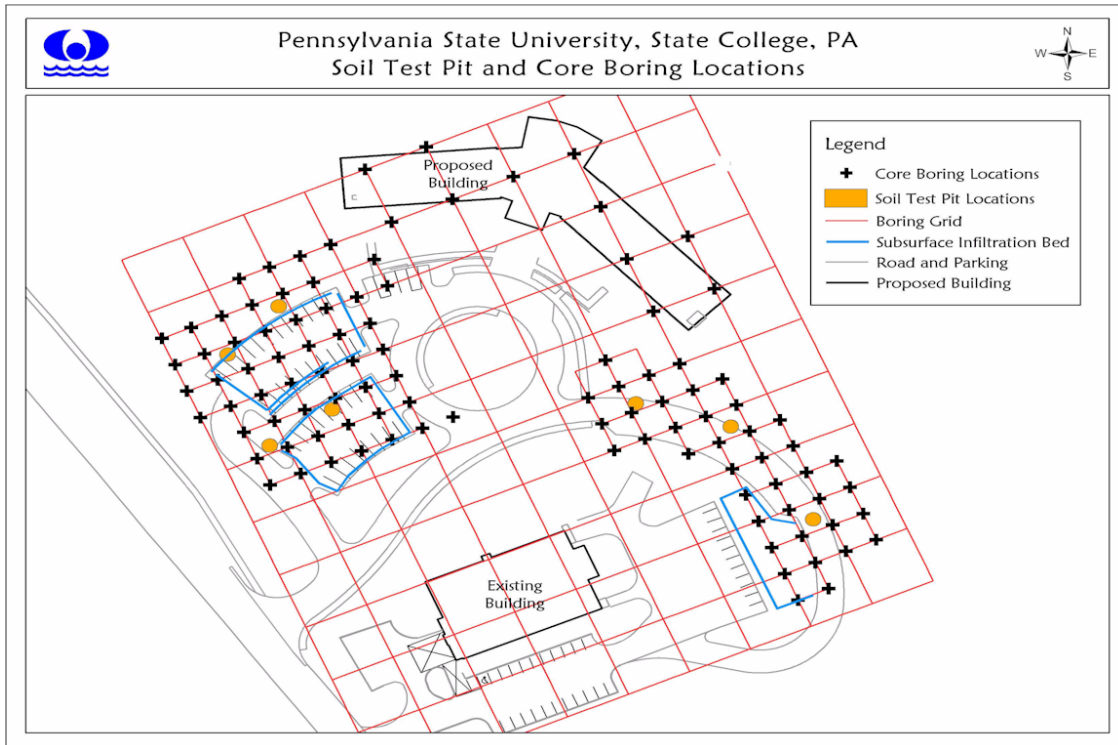 Pennsylvania State University, State College, PA
Soil Test Pit and Core Boring Locations
N
W E
S
Proposed
Building
Legend
Core Boring Locations
Soil Test Pit Locations
Boring Grid
Subsurface Infiltration Bed
Road and Parking
Proposed Building
Existing
Building